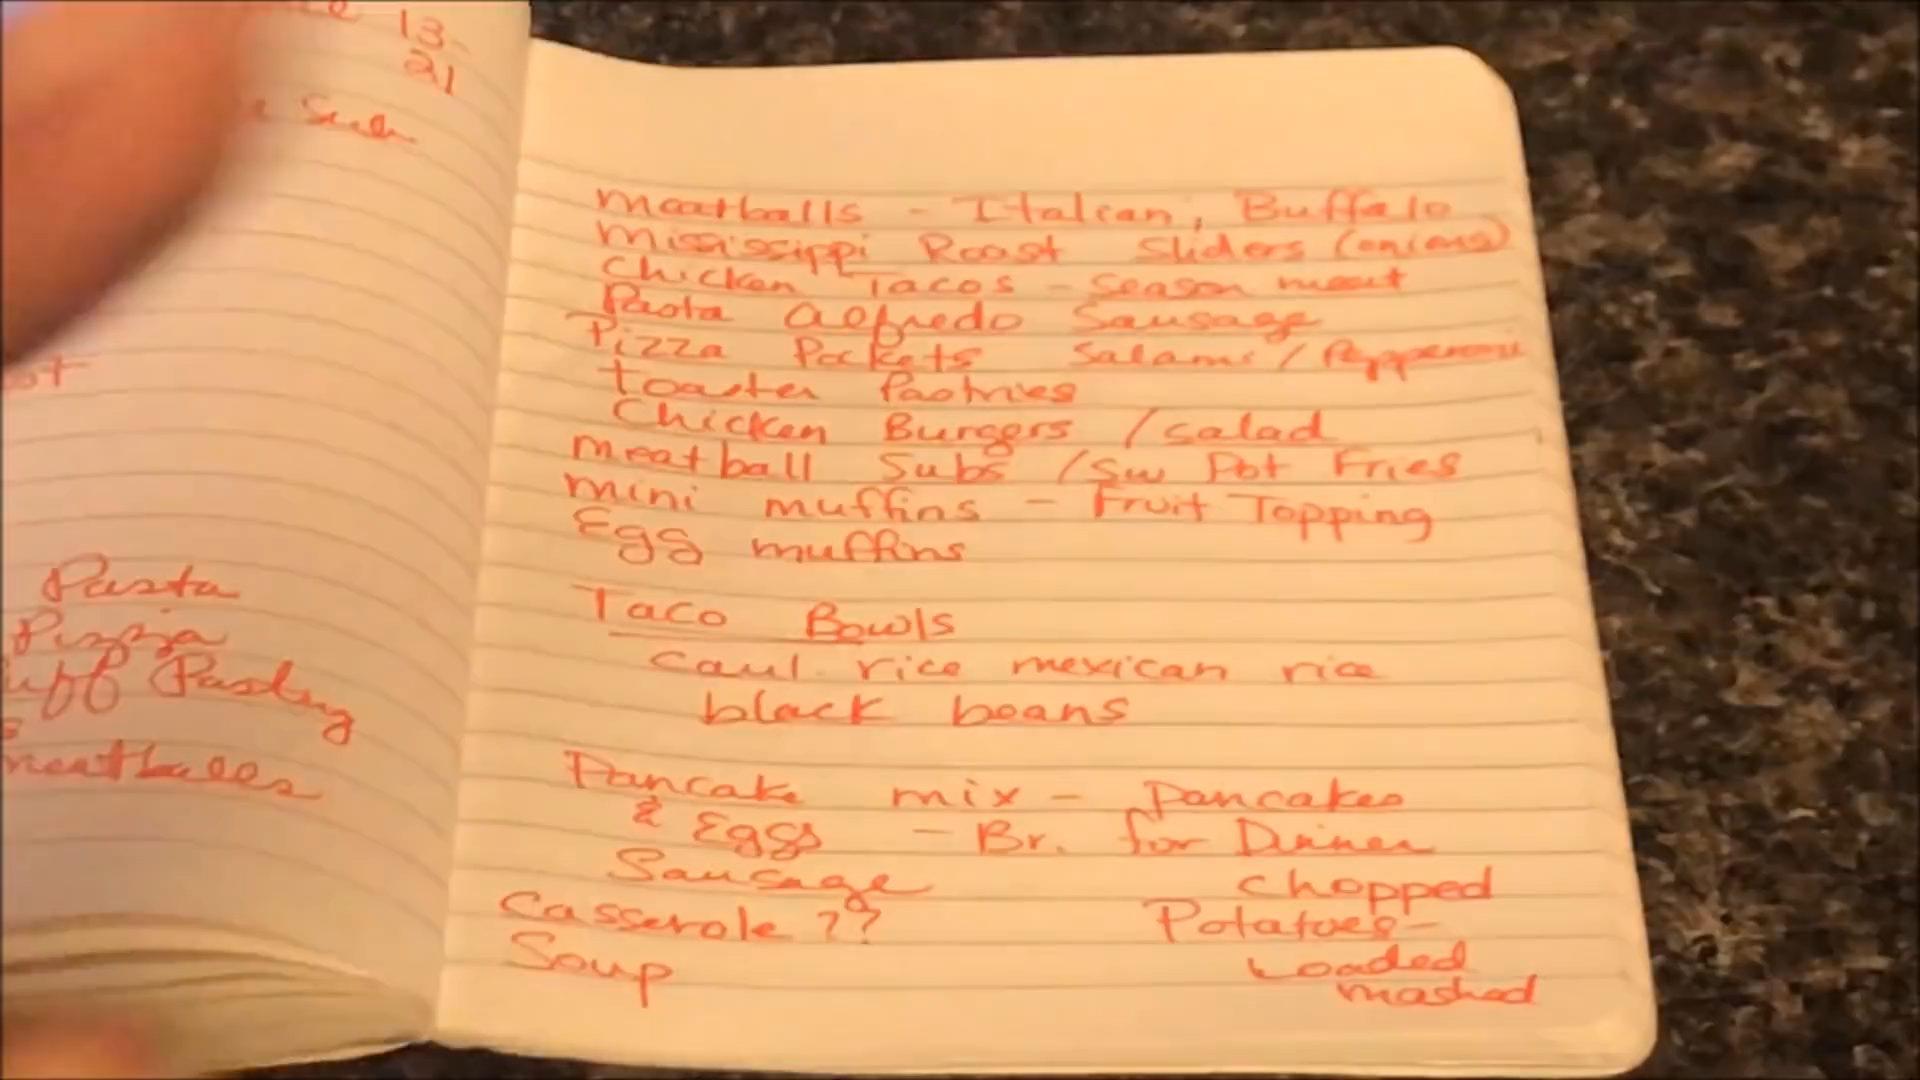 13-
21
Pasta
Pizza
Pastry
meatballs
Meatballs - Italian, Buffalo
Mississippi Roast Sliders (onions)
Chicken Tacos - Season meat
Pasta Alfredo Sausage
Pizza Pockets Salami / Pepperoni
Toaster Pastries
Chicken Burgers / Salad
Meatball Subs / Sw Pot Fries
Mini muffins - Fruit Topping
Egg muffins
Taco Bowls
caul. rice mexican rice
black beans
Pancake mix - Pancakes
& Eggs - Br. for Dinner
Sausage chopped
Casserole ?? Potatoes-
Soup Loaded
mashed